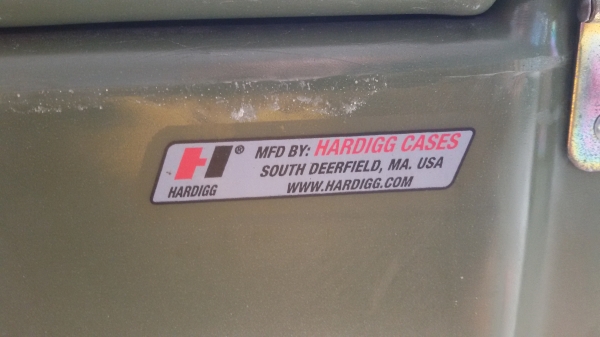 H® MFD BY: HARDIGG CASES
HARDIGG SOUTH DEERFIELD, MA. USA
WWW.HARDIGG.COM